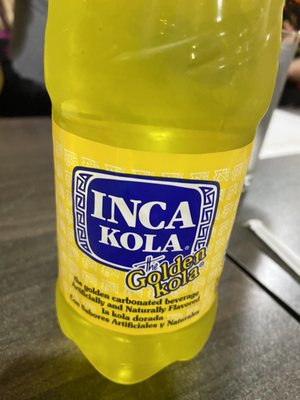 INCA
KOLA®
the
Golden
kola™
the golden carbonated beverage
Artificially and Naturally Flavored
la kola dorada
Con Sabores Artificiales y Naturales